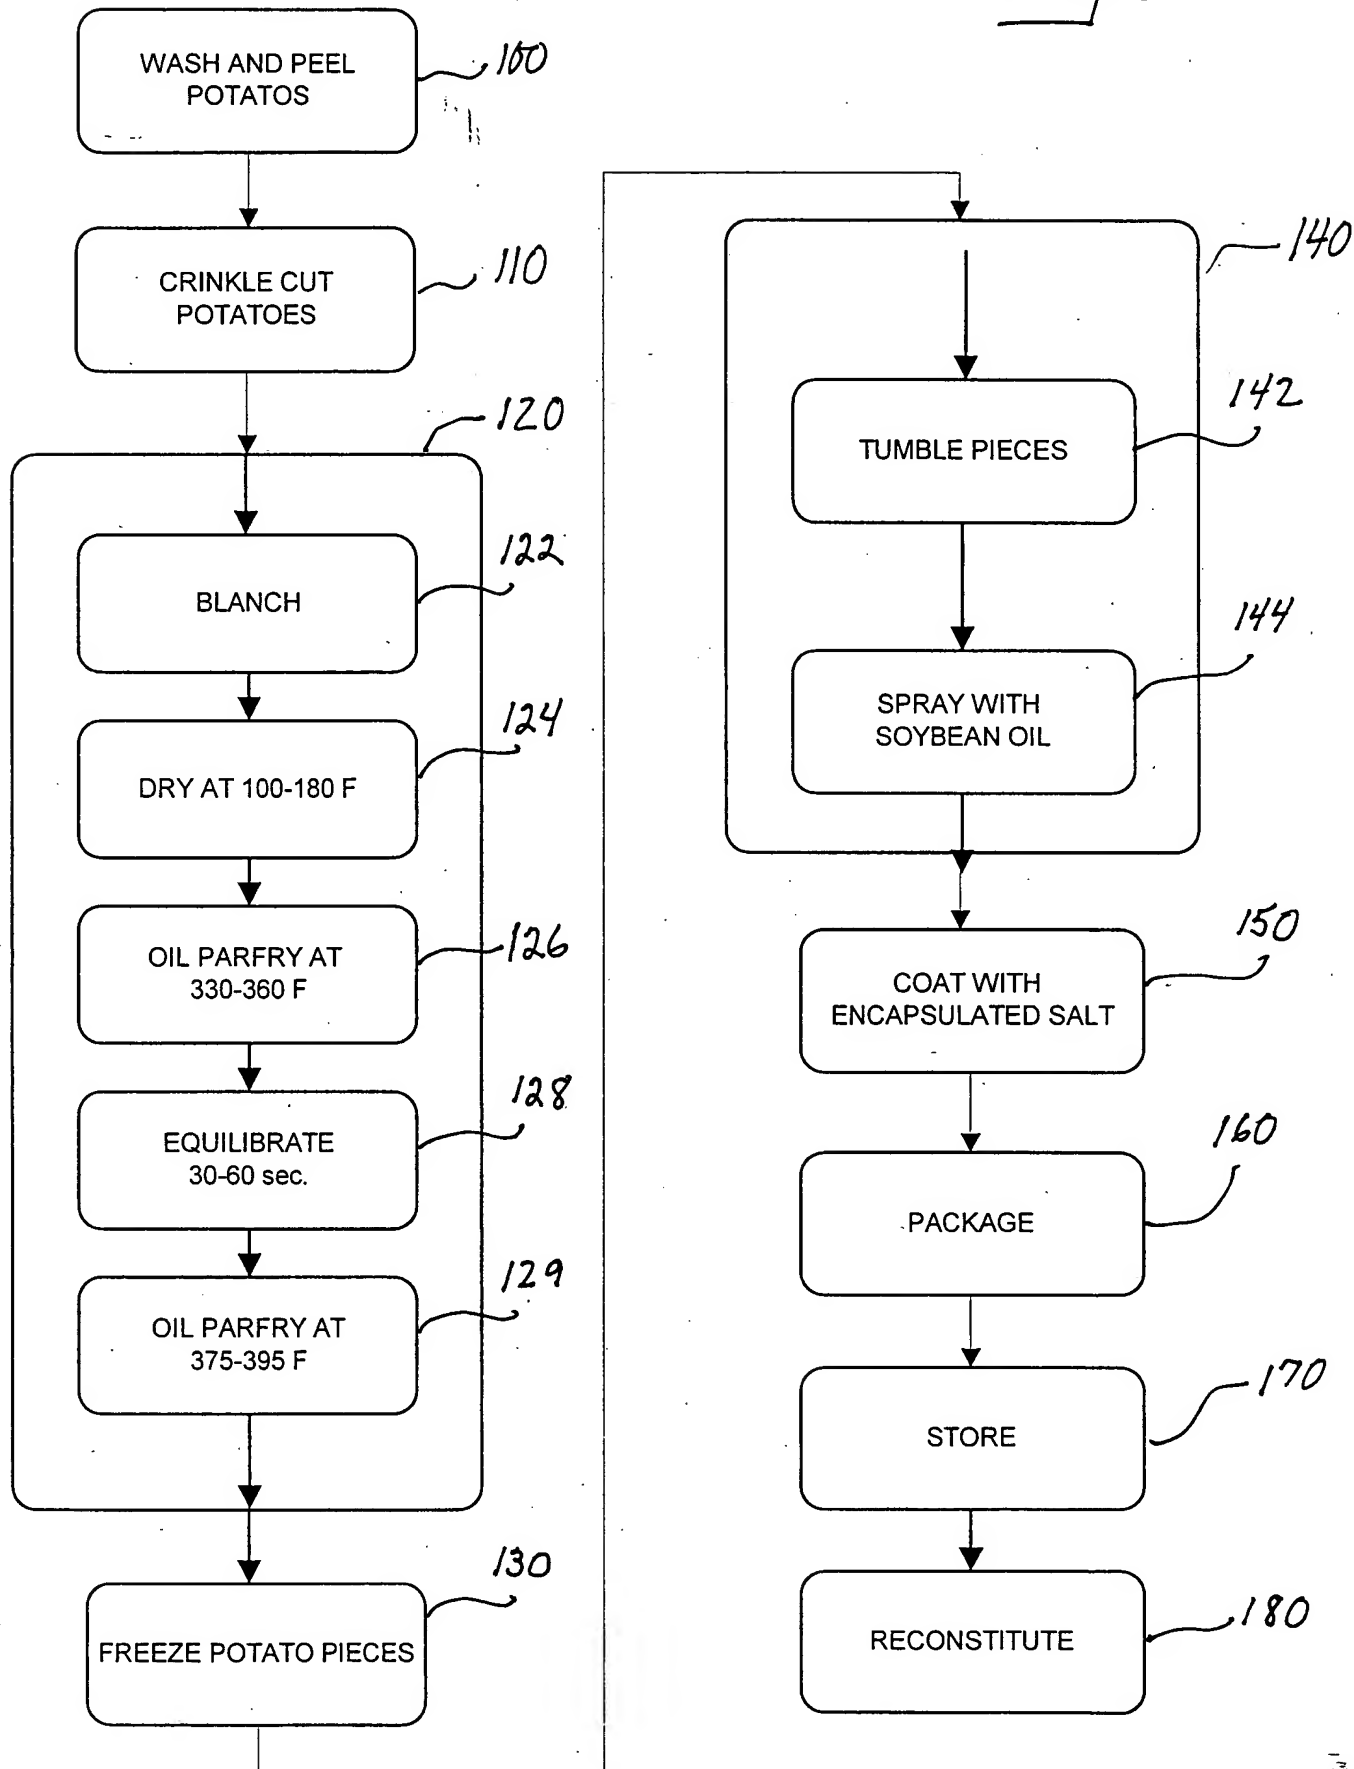 WASH AND PEEL
POTATOS
100
CRINKLE CUT
POTATOES
110
120
BLANCH
122
DRY AT 100-180 F
124
OIL PARFRY AT
330-360 F
126
EQUILIBRATE
30-60 sec.
128
OIL PARFRY AT
375-395 F
129
FREEZE POTATO PIECES
130
140
TUMBLE PIECES
142
SPRAY WITH
SOYBEAN OIL
144
COAT WITH
ENCAPSULATED SALT
150
PACKAGE
160
STORE
170
RECONSTITUTE
180